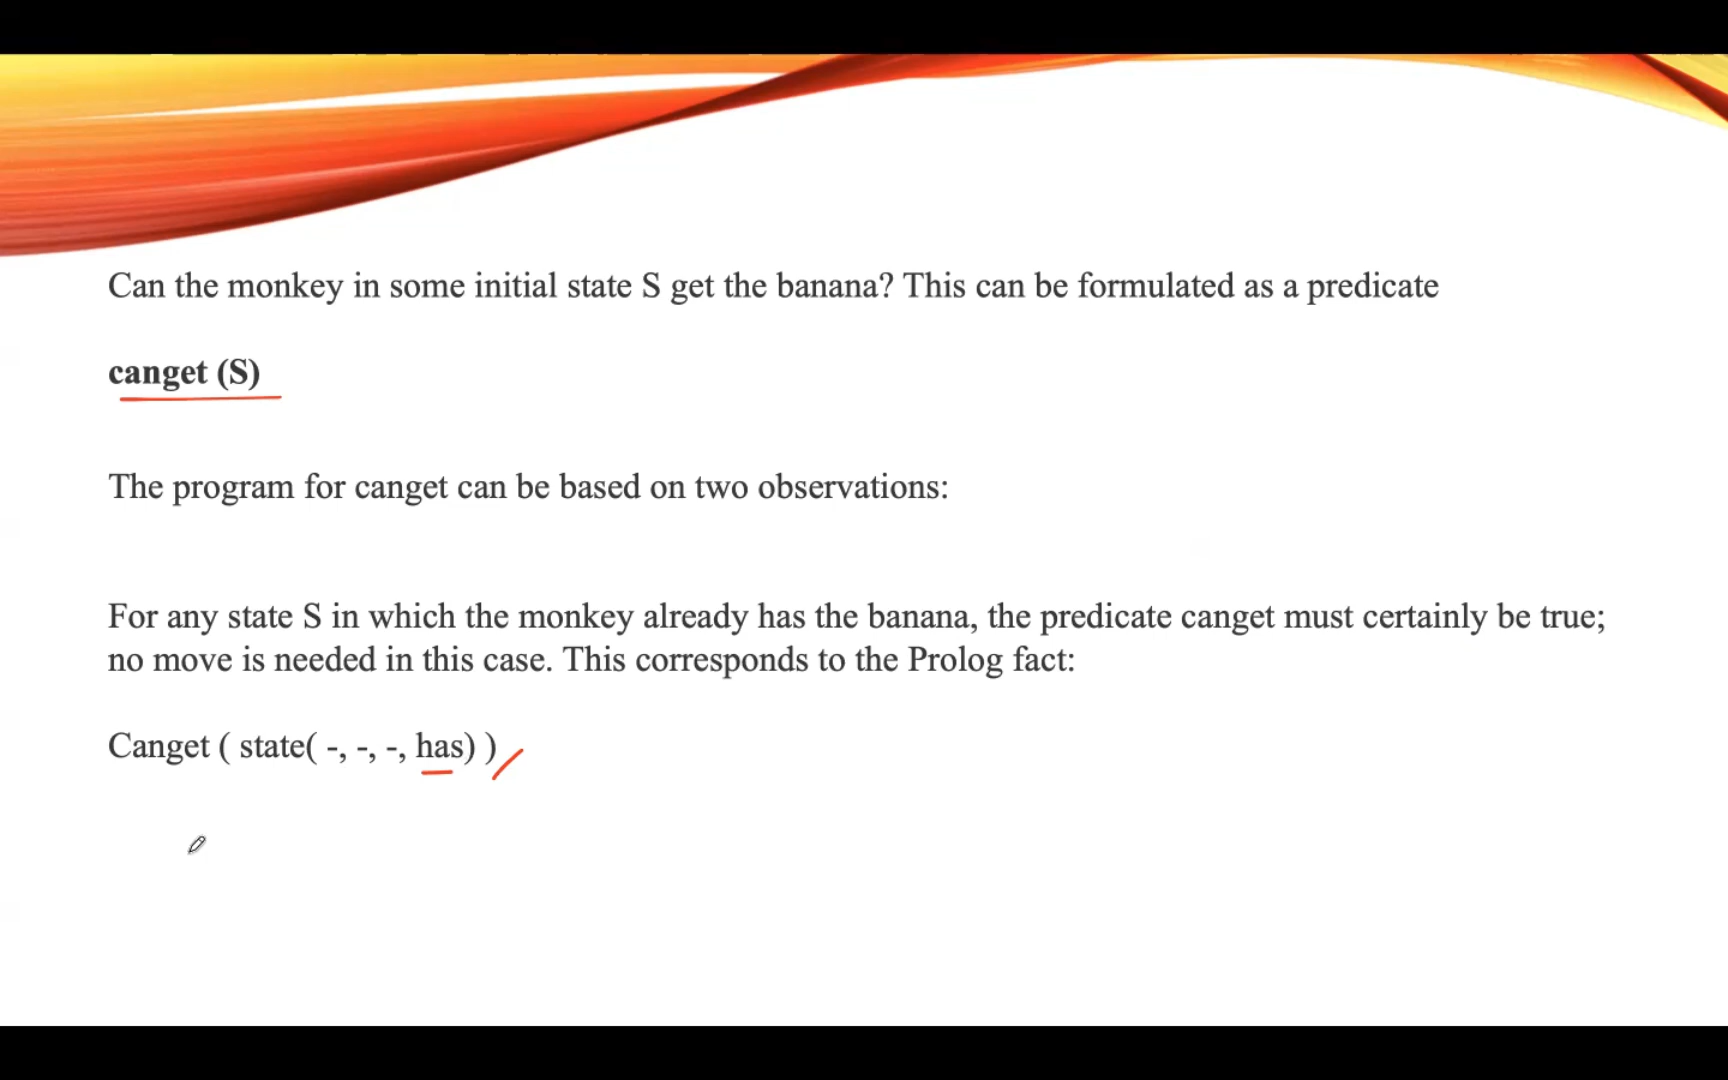 Can the monkey in some initial state S get the banana? This can be formulated as a predicate
canget (S)
The program for canget can be based on two observations:
For any state S in which the monkey already has the banana, the predicate canget must certainly be true;
no move is needed in this case. This corresponds to the Prolog fact:
Canget ( state( -, -, -, has) )